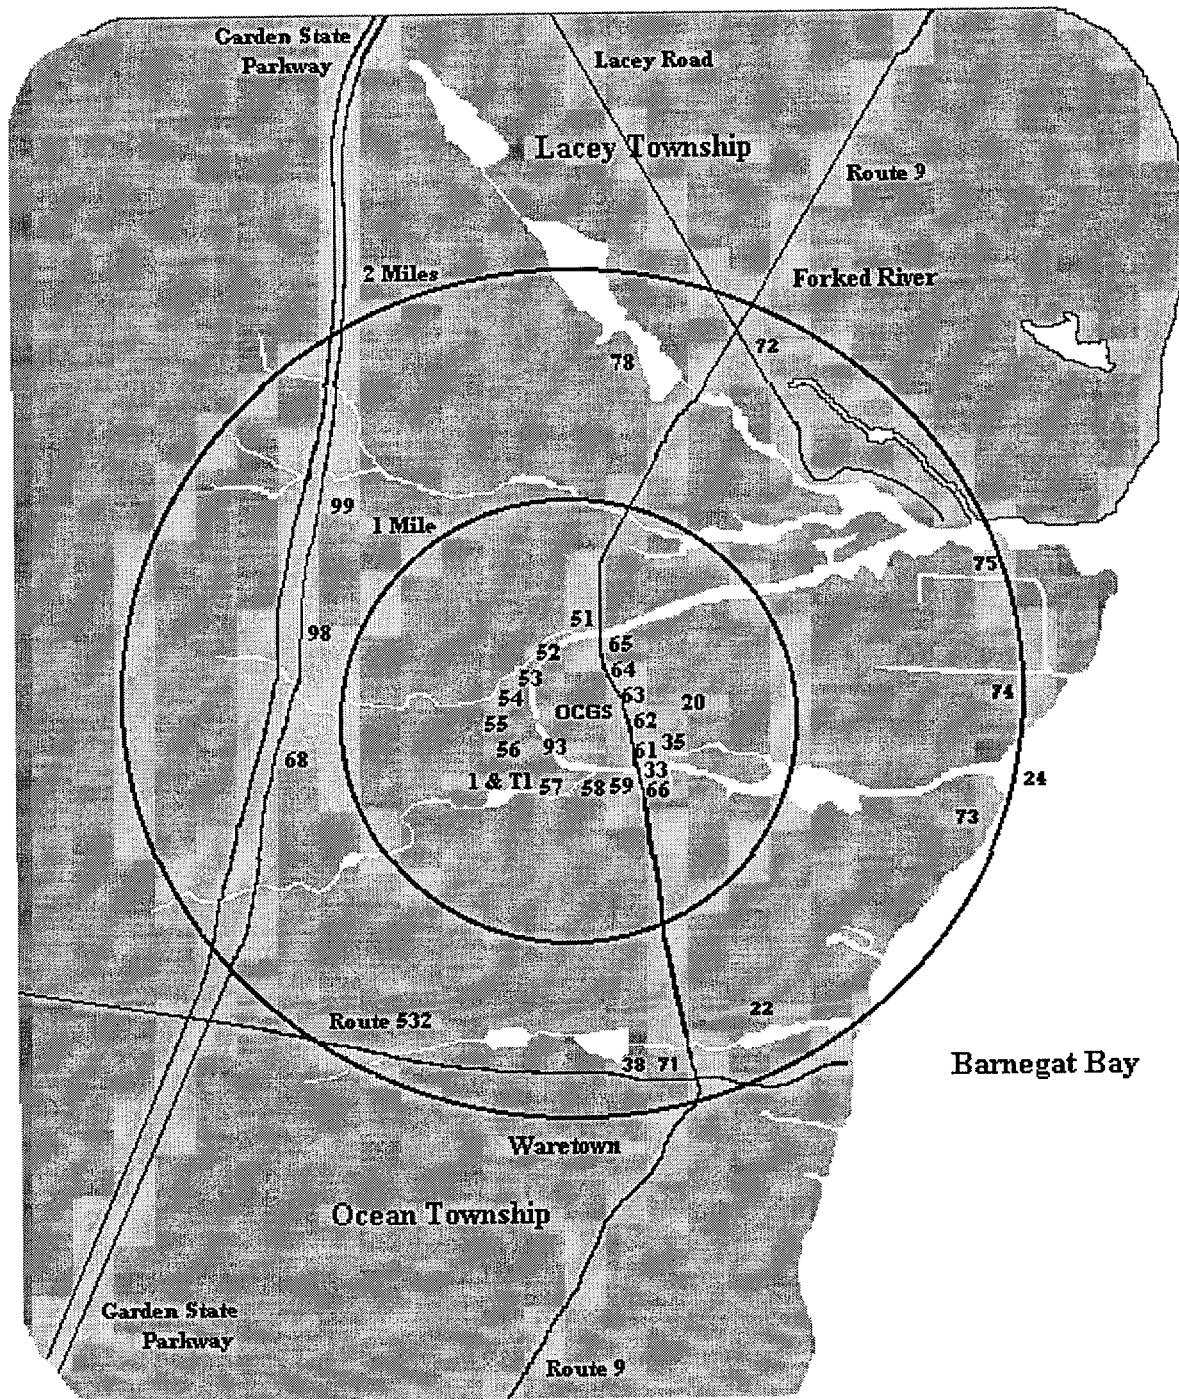 Garden State
Parkway
Lacey Road
Lacey Township
Route 9
2 Miles
Forked River
72
78
99
1 Mile
75
51
98
65
52
64
53
54
63
74
20
OCGS
62
55
35
93
61
56
68
33
24
1 & T1
57
58
59
66
73
22
Route 532
38
71
Barnegat Bay
Waretown
Ocean Township
Garden State
Parkway
Route 9